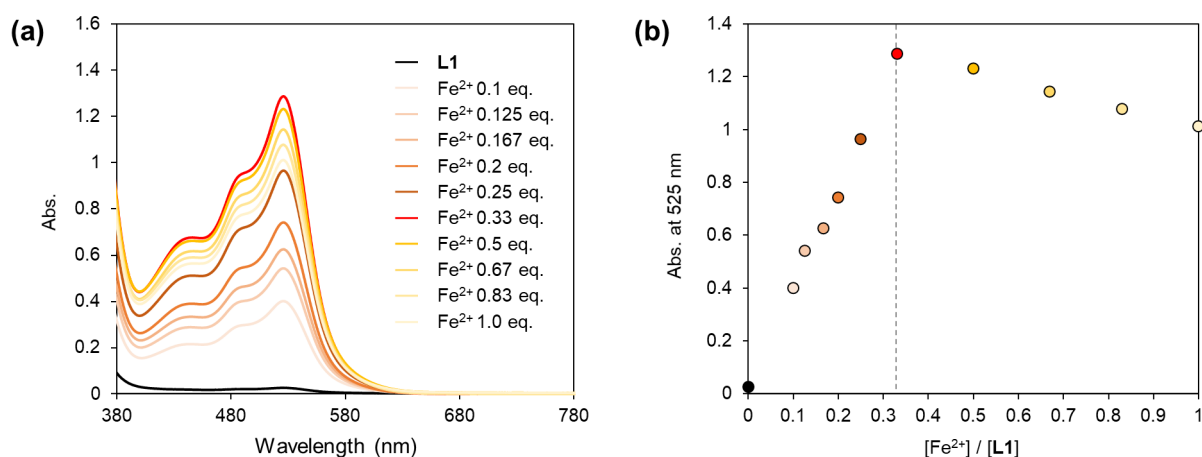 (a)
1.6
1.4
1.2
1
0.8
0.6
0.4
0.2
0
Abs.
380
480
580
680
780
Wavelength (nm)
L1
Fe²⁺ 0.1 eq.
Fe²⁺ 0.125 eq.
Fe²⁺ 0.167 eq.
Fe²⁺ 0.2 eq.
Fe²⁺ 0.25 eq.
Fe²⁺ 0.33 eq.
Fe²⁺ 0.5 eq.
Fe²⁺ 0.67 eq.
Fe²⁺ 0.83 eq.
Fe²⁺ 1.0 eq.
(b)
1.4
1.2
1
0.8
0.6
0.4
0.2
0
Abs. at 525 nm
0
0.1
0.2
0.3
0.4
0.5
0.6
0.7
0.8
0.9
1
[Fe²⁺] / [L1]